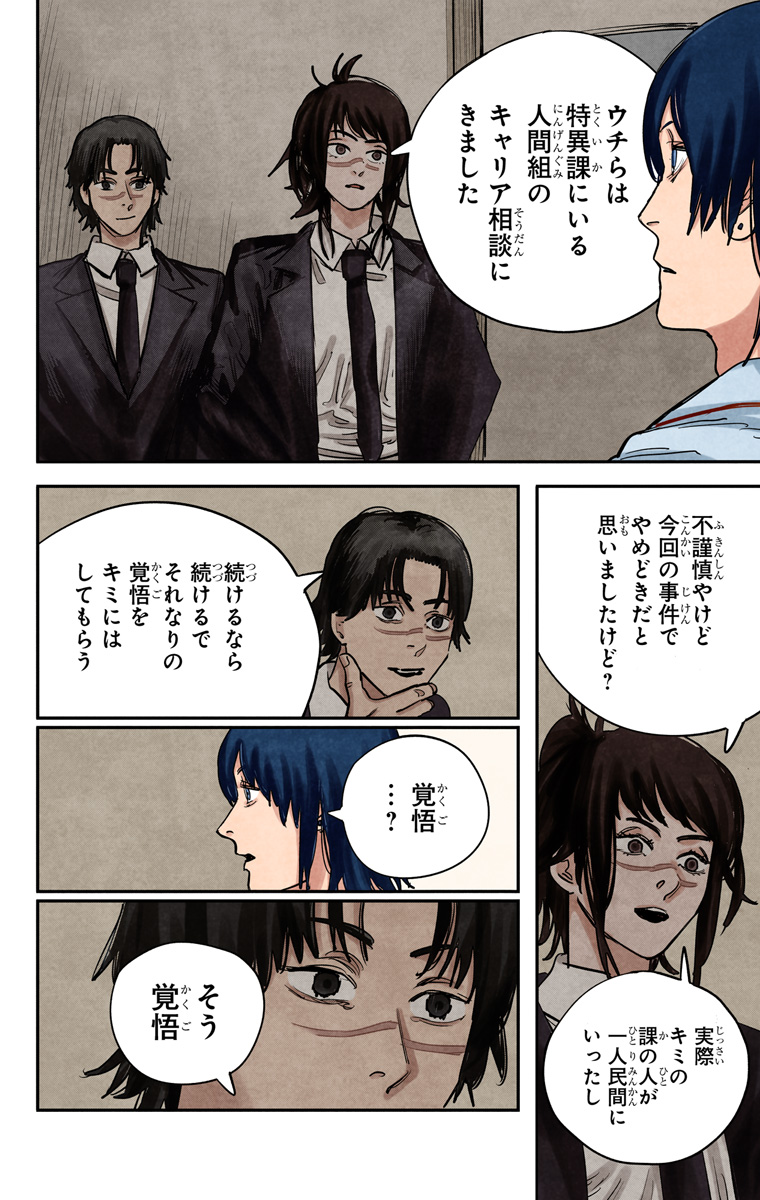 ウチらは
特異課にいる
人間組の
キャリア相談に
きました
不謹慎やけど
今回の事件で
やめどきだと
思いましたけど?
実際
キミの
課の人が
一人民間に
いったし
続けるなら
続けるで
それなりの
覚悟を
キミには
してもらう
覚悟
…?
そう
覚悟